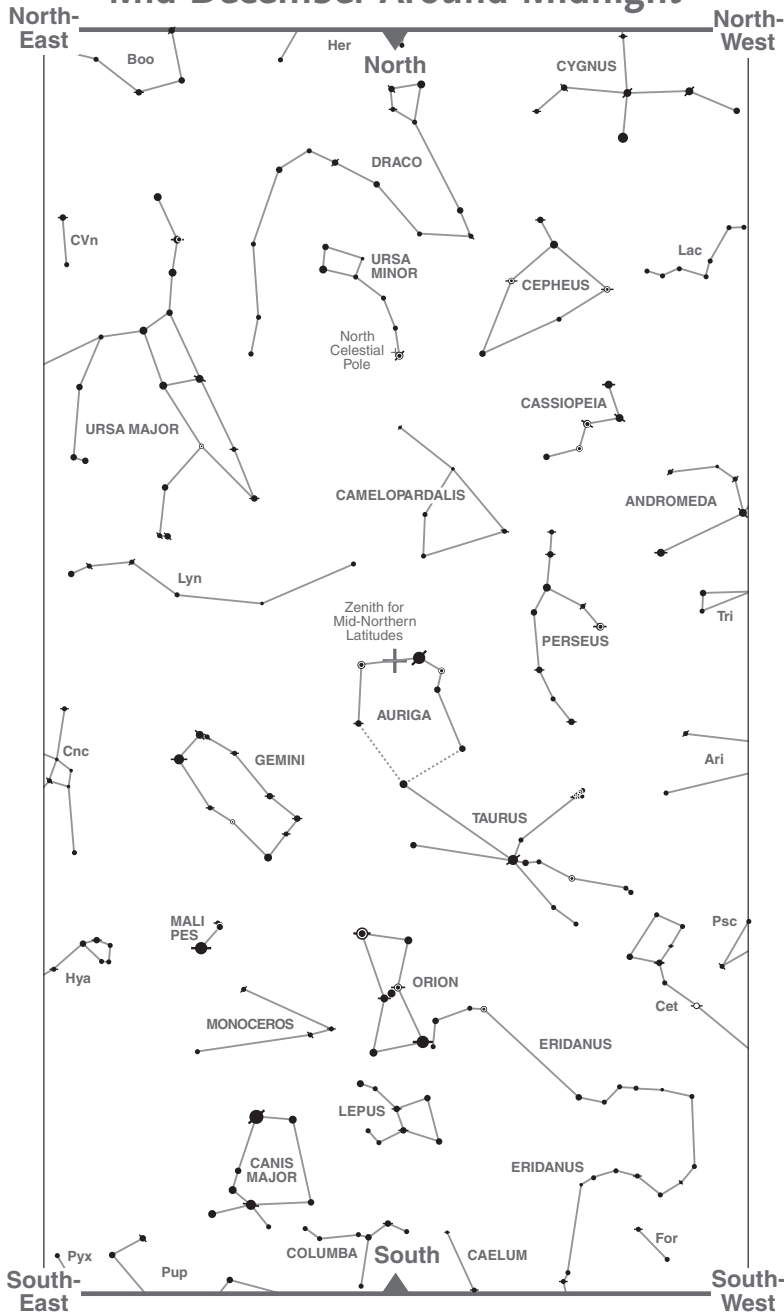 Mid-December Around Midnight
North-
East
North-
West
Boo
Her
North
CYGNUS
DRACO
CVn
URSA
MINOR
Lac
CEPHEUS
North
Celestial
Pole
CASSIOPEIA
URSA MAJOR
CAMELOPARDALIS
ANDROMEDA
Lyn
Zenith for
Mid-Northern
Latitudes
Tri
PERSEUS
AURIGA
Cnc
GEMINI
Ari
TAURUS
MALI
PES
Psc
Hya
ORION
Cet
MONOCEROS
ERIDANUS
LEPUS
CANIS
MAJOR
ERIDANUS
For
Pyx
COLUMBA
South
CAELUM
Pup
South-
East
South-
West